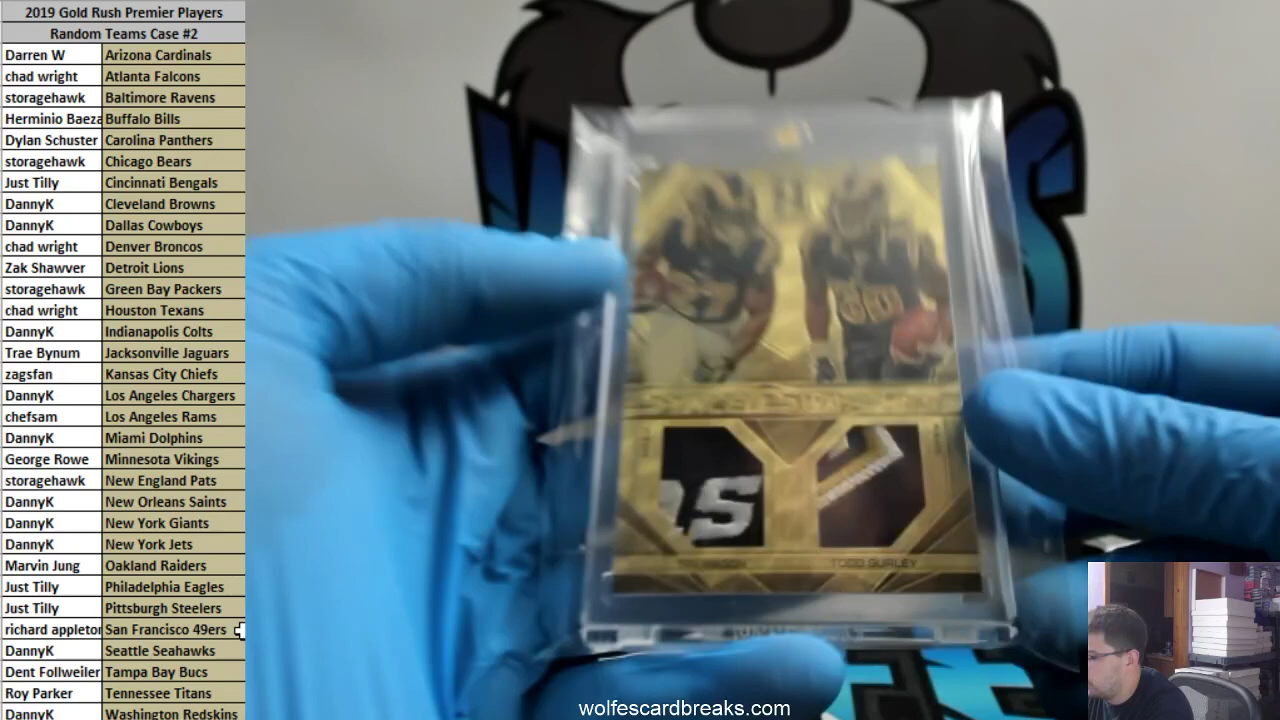 2019 Gold Rush Premier Players
Random Teams Case #2
Darren W Arizona Cardinals
chad wright Atlanta Falcons
storagehawk Baltimore Ravens
Herminio Baeza Buffalo Bills
Dylan Schuster Carolina Panthers
storagehawk Chicago Bears
Just Tilly Cincinnati Bengals
DannyK Cleveland Browns
DannyK Dallas Cowboys
chad wright Denver Broncos
Zak Shawver Detroit Lions
storagehawk Green Bay Packers
chad wright Houston Texans
DannyK Indianapolis Colts
Trae Bynum Jacksonville Jaguars
zagsfan Kansas City Chiefs
DannyK Los Angeles Chargers
chefsam Los Angeles Rams
DannyK Miami Dolphins
George Rowe Minnesota Vikings
storagehawk New England Pats
DannyK New Orleans Saints
DannyK New York Giants
DannyK New York Jets
Marvin Jung Oakland Raiders
Just Tilly Philadelphia Eagles
Just Tilly Pittsburgh Steelers
richard appleton San Francisco 49ers
DannyK Seattle Seahawks
Dent Follweiler Tampa Bay Bucs
Roy Parker Tennessee Titans
DannyK Washington Redskins
TODD GURLEY
wolfescardbreaks.com